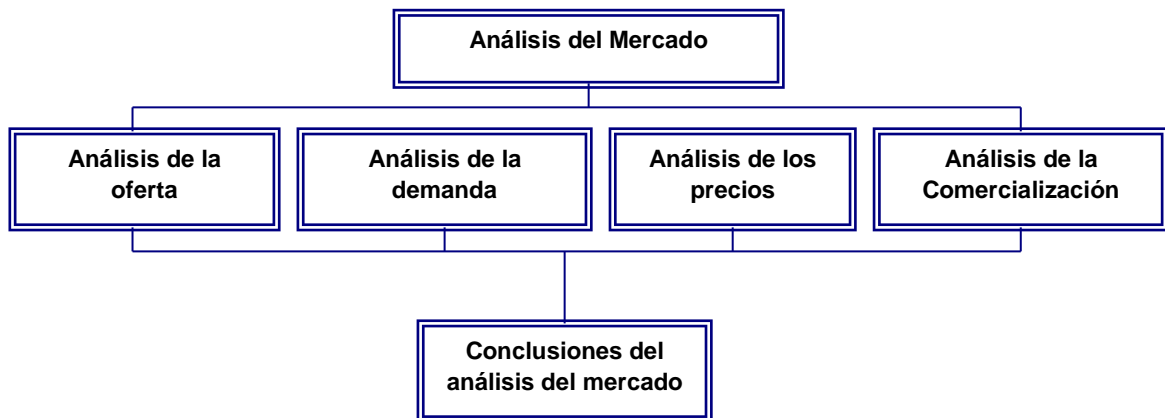 Análisis del Mercado
Análisis de la
oferta
Análisis de la
demanda
Análisis de los
precios
Análisis de la
Comercialización
Conclusiones del
análisis del mercado